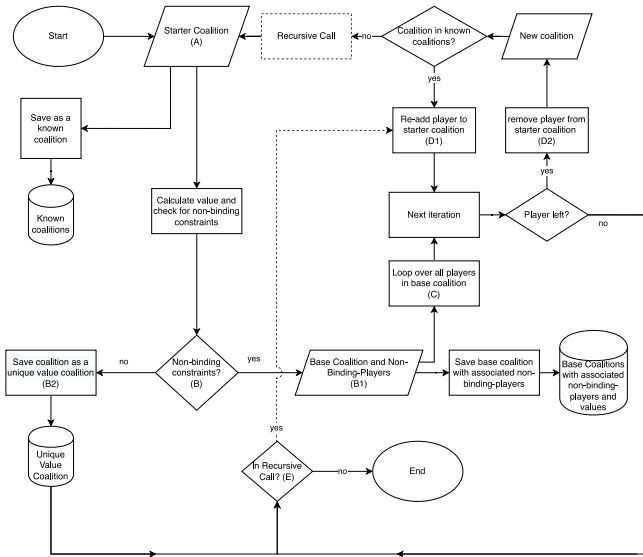 Start
Starter Coalition
(A)
Recursive Call
no
Coalition in known
coalitions?
New coalition
yes
Save as a
known
coalition
Re-add player to
starter coalition
(D1)
remove player from
starter coalition
(D2)
yes
Known
coalitions
Calculate value and
check for non-binding
constraints
Next iteration
Player left?
no
Loop over all players
in base coalition
(C)
Save coalition as a
unique value coalition
(B2)
no
Non-binding
constraints?
(B)
yes
Base Coalition and Non-
Binding-Players
(B1)
Save base coalition
with associated non-
binding-players
Base Coalitions
with associated
non-binding-
players and
values
Unique
Value
Coalition
yes
In Recursive
Call? (E)
no
End